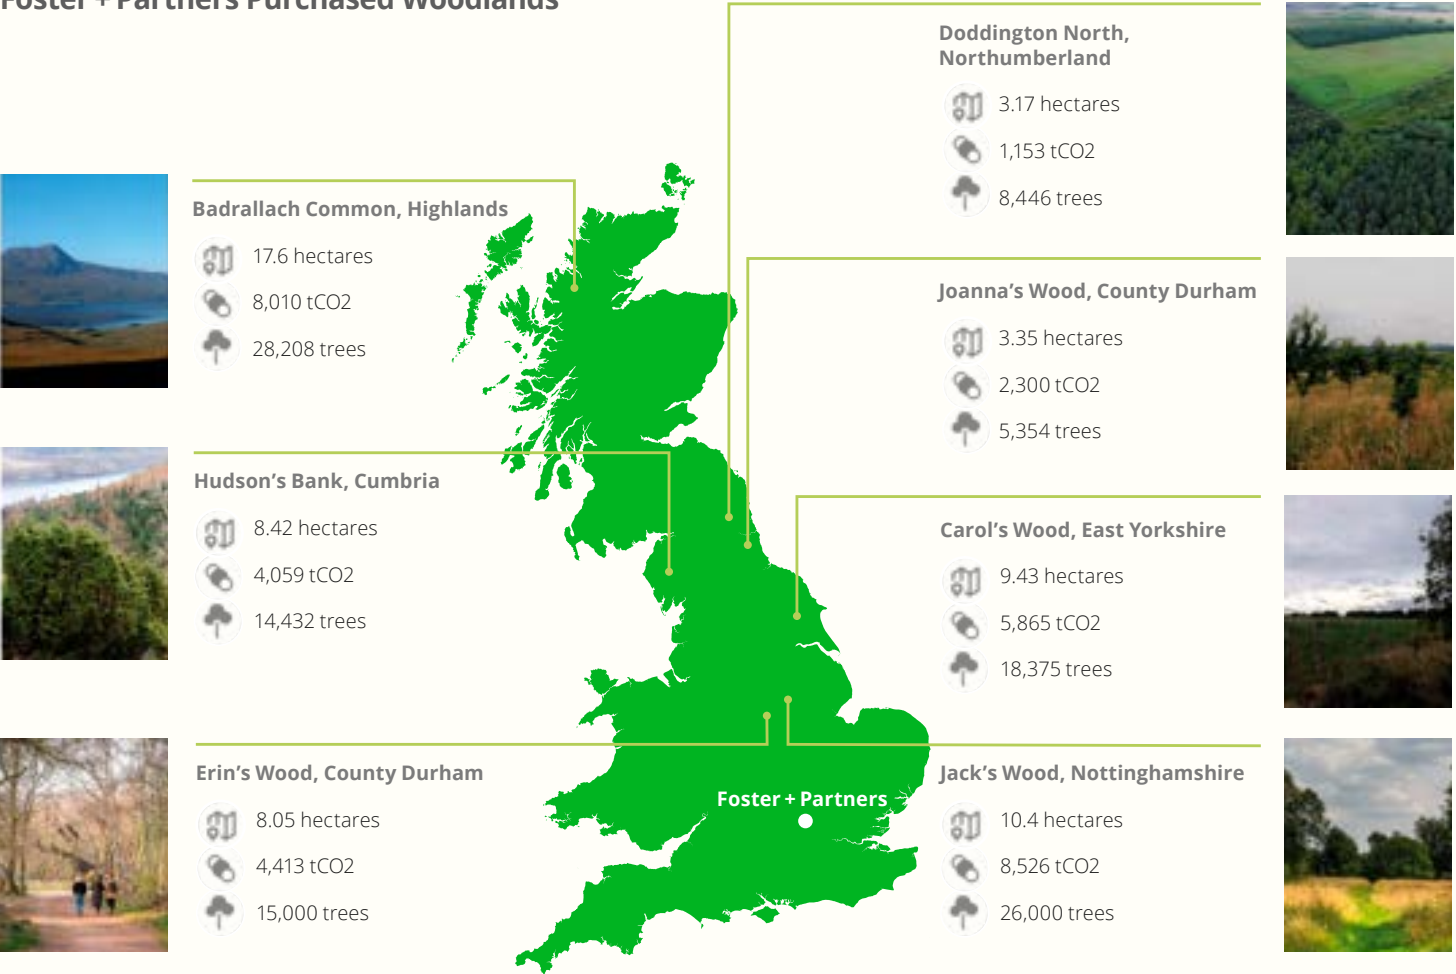 Foster + Partners Purchased Woodlands
Badrallach Common, Highlands
17.6 hectares
8,010 tCO2
28,208 trees
Hudson's Bank, Cumbria
8.42 hectares
4,059 tCO2
14,432 trees
Erin's Wood, County Durham
8.05 hectares
4,413 tCO2
15,000 trees
Foster + Partners
Doddington North,
Northumberland
3.17 hectares
1,153 tCO2
8,446 trees
Joanna's Wood, County Durham
3.35 hectares
2,300 tCO2
5,354 trees
Carol's Wood, East Yorkshire
9.43 hectares
5,865 tCO2
18,375 trees
Jack's Wood, Nottinghamshire
10.4 hectares
8,526 tCO2
26,000 trees